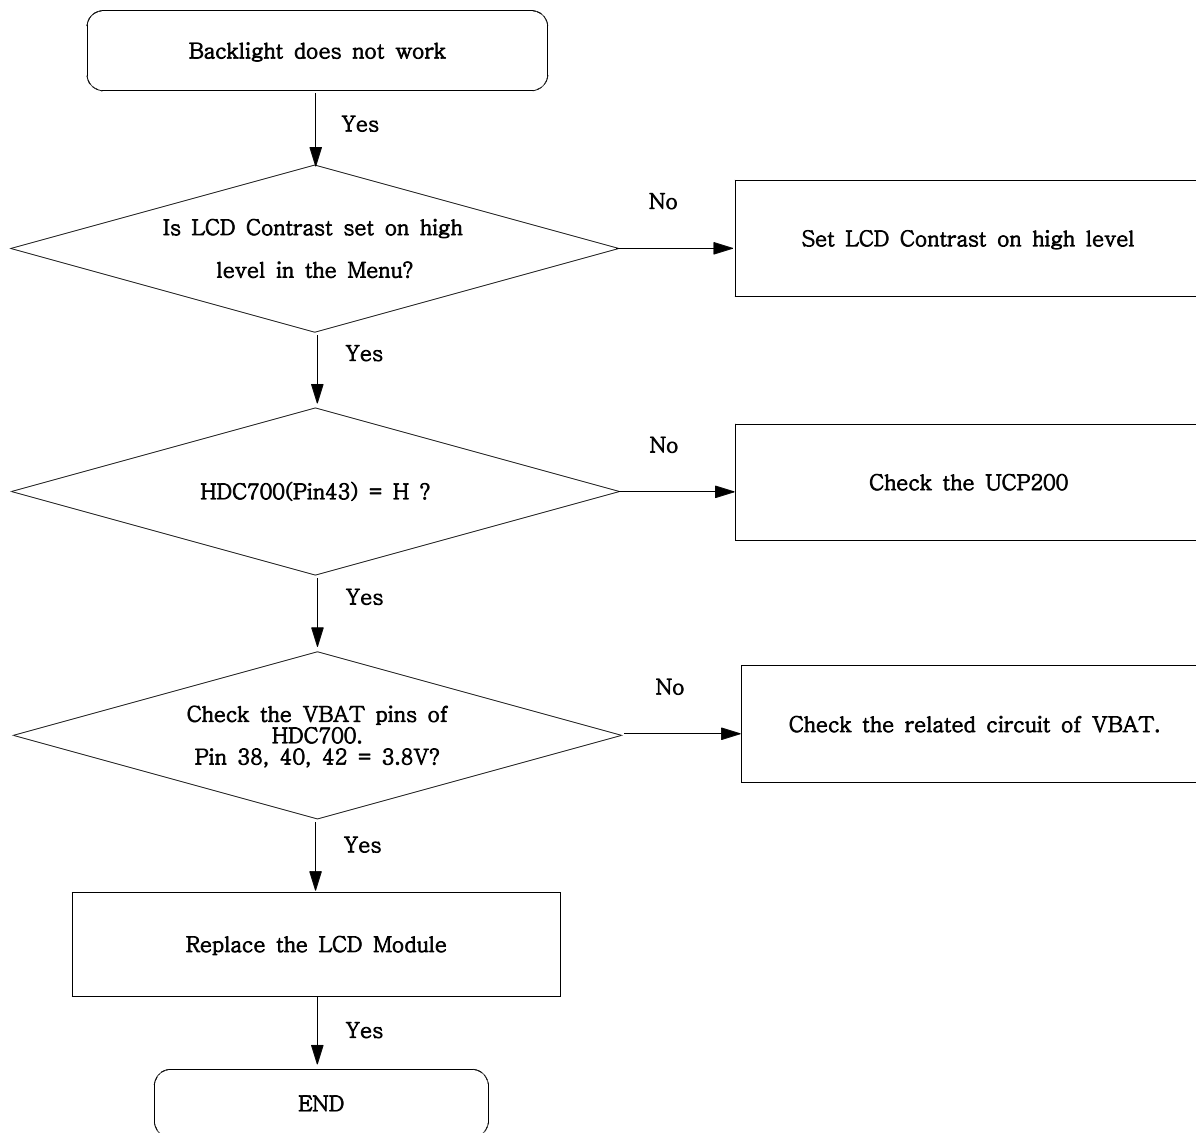 Backlight does not work
Yes
Is LCD Contrast set on high
level in the Menu?
No
Set LCD Contrast on high level
Yes
HDC700(Pin43) = H ?
No
Check the UCP200
Yes
Check the VBAT pins of
HDC700.
Pin 38, 40, 42 = 3.8V?
No
Check the related circuit of VBAT.
Yes
Replace the LCD Module
Yes
END